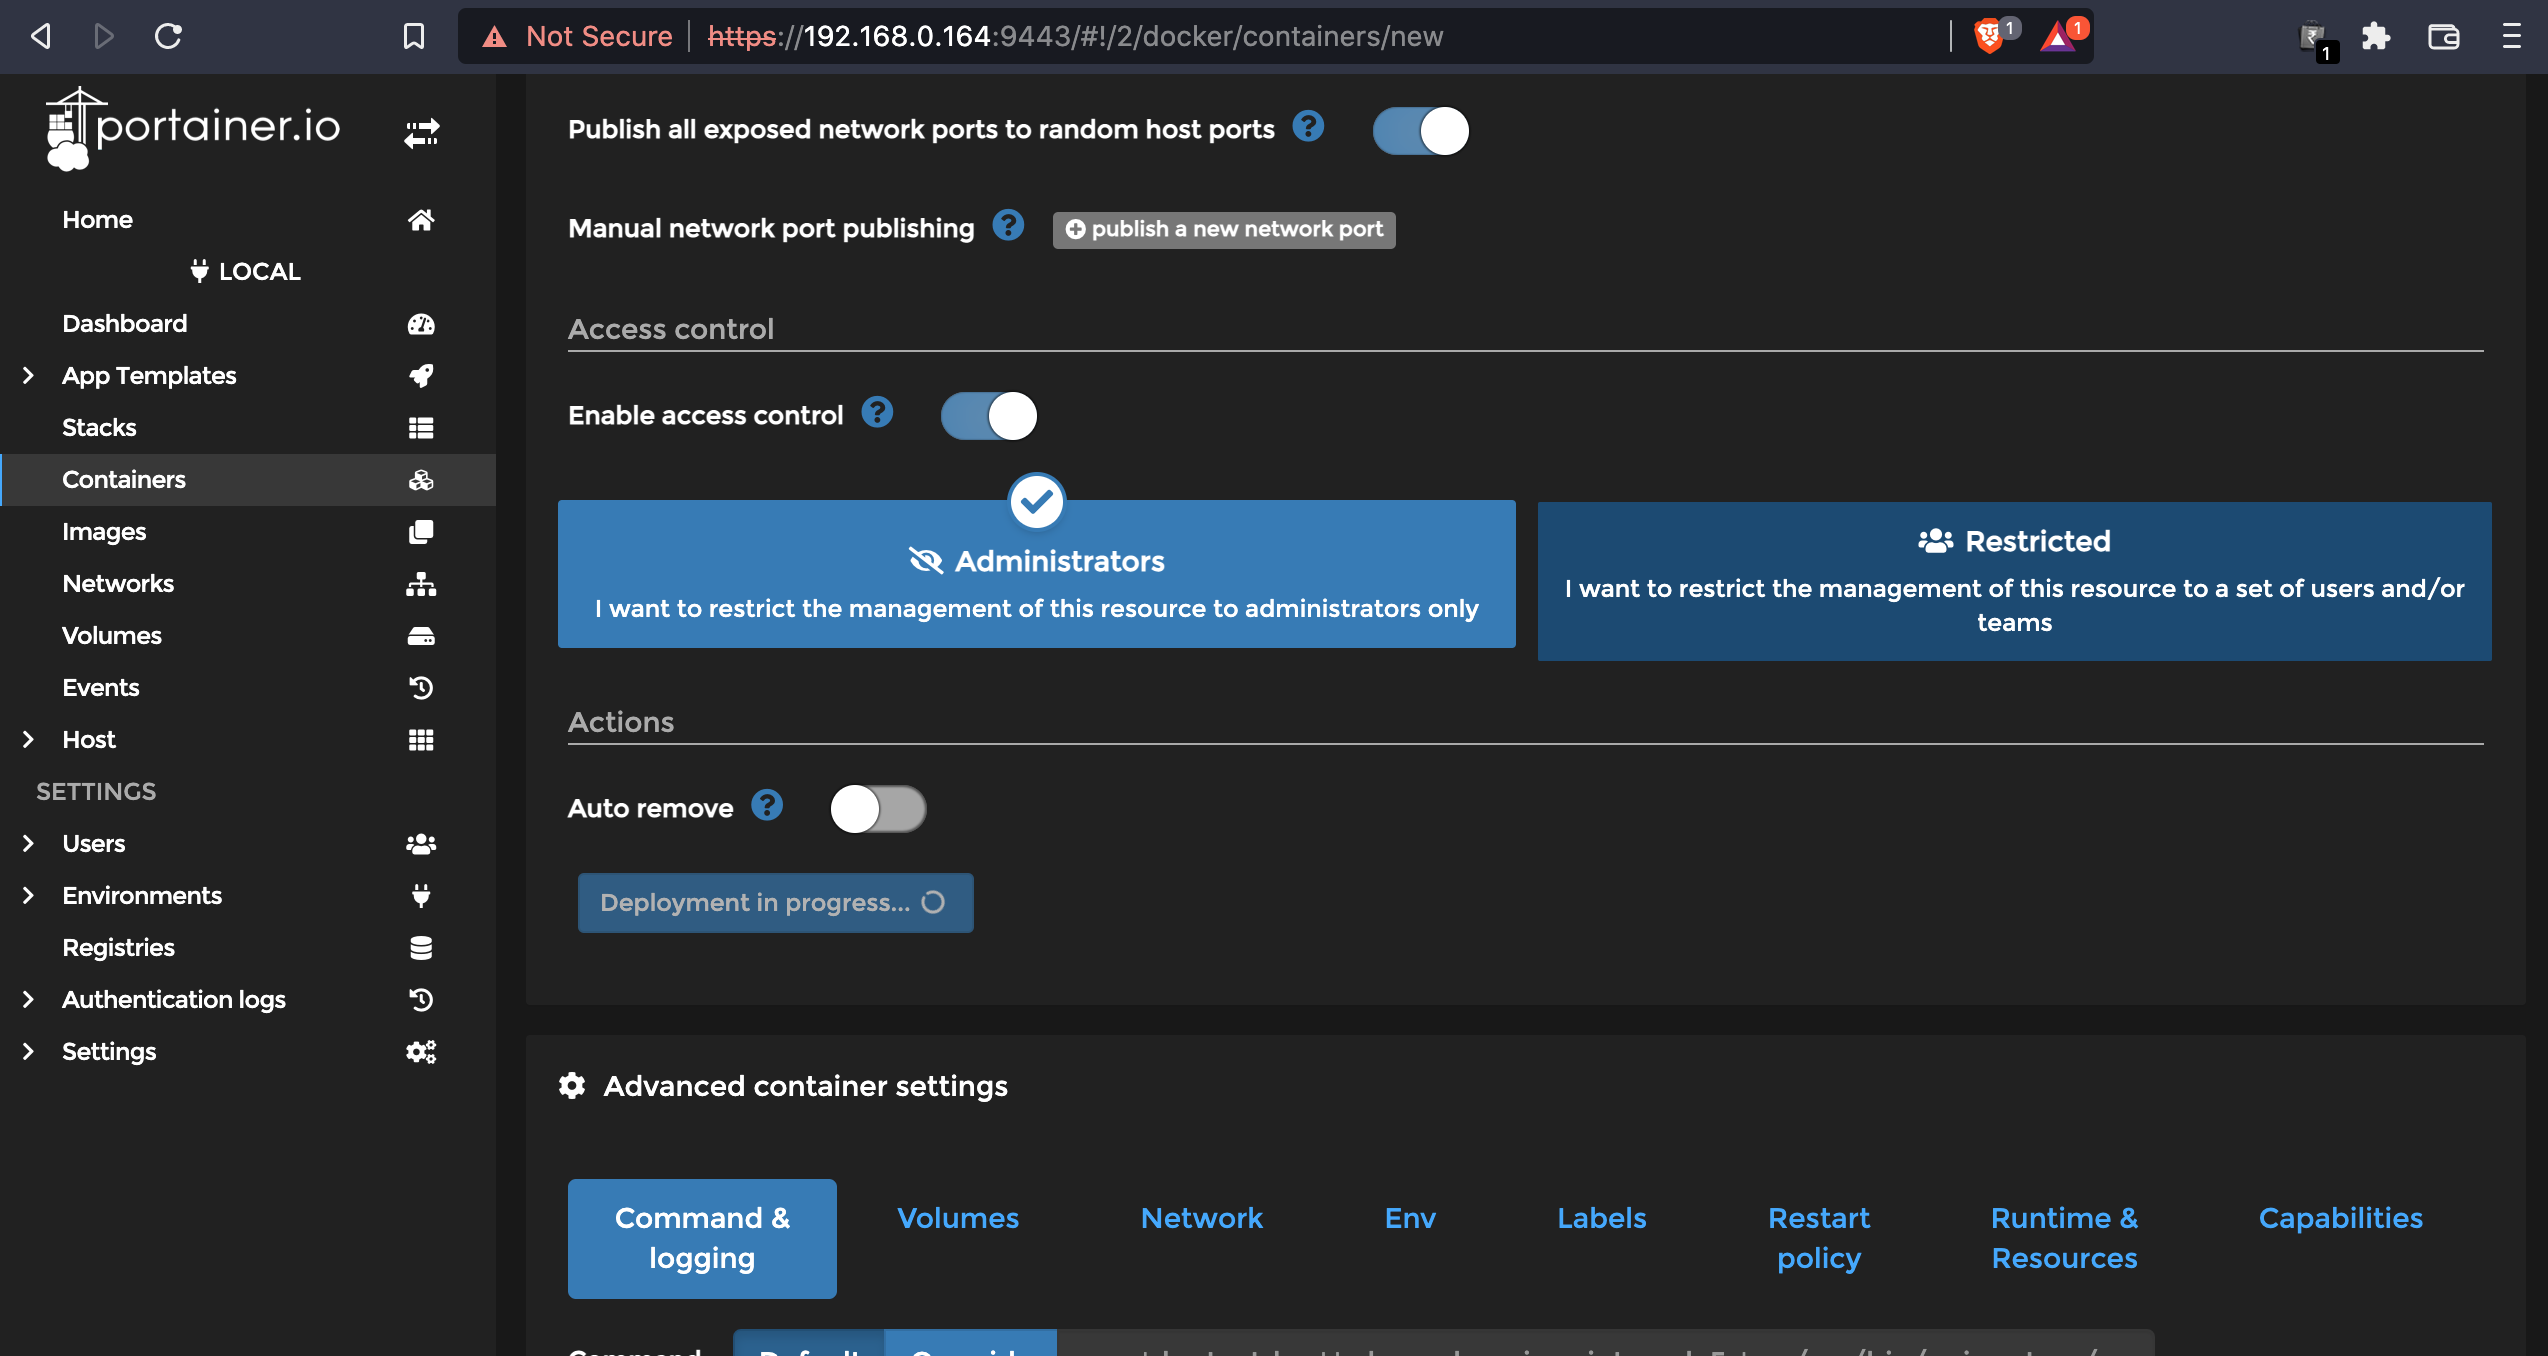 Not Secure
https://192.168.0.164:9443/#!/2/docker/containers/new
1
1
1
portainer.io
Home
LOCAL
Dashboard
App Templates
Stacks
Containers
Images
Networks
Volumes
Events
Host
SETTINGS
Users
Environments
Registries
Authentication logs
Settings
Publish all exposed network ports to random host ports
Manual network port publishing
publish a new network port
Access control
Enable access control
Administrators
I want to restrict the management of this resource to administrators only
Restricted
I want to restrict the management of this resource to a set of users and/or
teams
Actions
Auto remove
Deployment in progress...
Advanced container settings
Command &
logging
Volumes
Network
Env
Labels
Restart
policy
Runtime &
Resources
Capabilities
Command
Default
Override